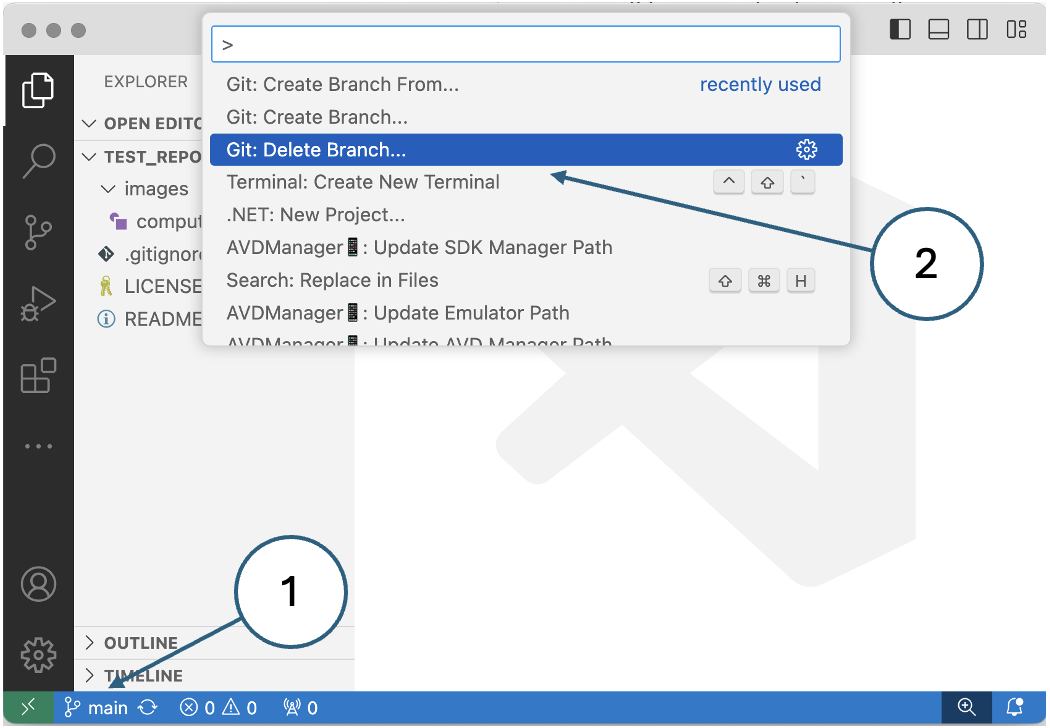 >
Git: Create Branch From... recently used
Git: Create Branch...
Git: Delete Branch...
Terminal: Create New Terminal ^ ⇧ `
.NET: New Project...
AVDManager📱: Update SDK Manager Path
Search: Replace in Files ⇧ ⌘ H
AVDManager📱: Update Emulator Path
AVDManager📱: Update AVD Manager Path
EXPLORER
OPEN EDITO
TEST_REPO
images
comput
.gitignore
LICENSE
README
2
1
OUTLINE
TIMELINE
main 0 0 0